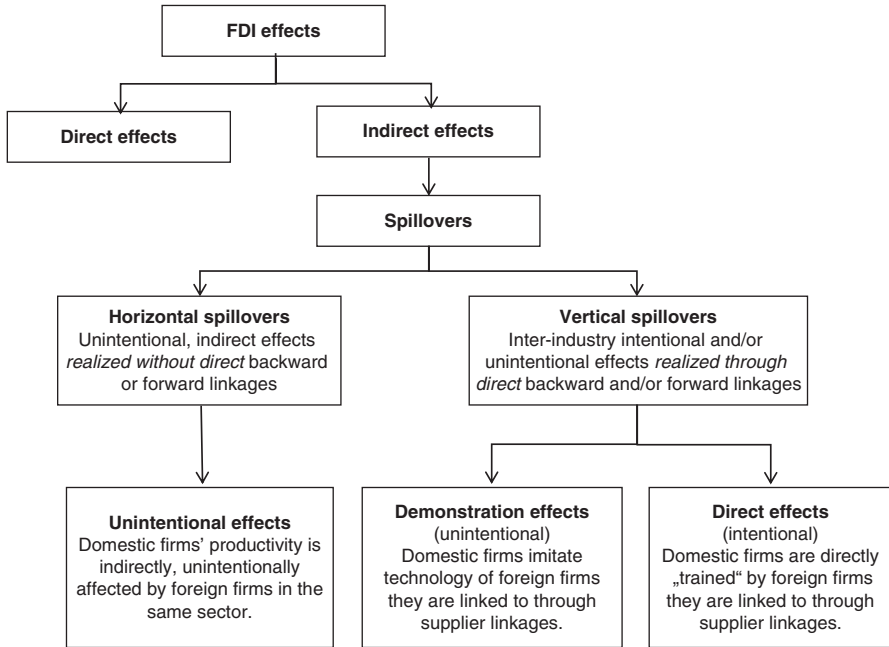 FDI effects
Direct effects
Indirect effects
Spillovers
Horizontal spillovers
Unintentional, indirect effects
realized without direct backward
or forward linkages
Vertical spillovers
Inter-industry intentional and/or
unintentional effects realized through
direct backward and/or forward linkages
Unintentional effects
Domestic firms’ productivity is
indirectly, unintentionally
affected by foreign firms in the
same sector.
Demonstration effects
(unintentional)
Domestic firms imitate
technology of foreign firms
they are linked to through
supplier linkages.
Direct effects
(intentional)
Domestic firms are directly
„trained“ by foreign firms
they are linked to through
supplier linkages.